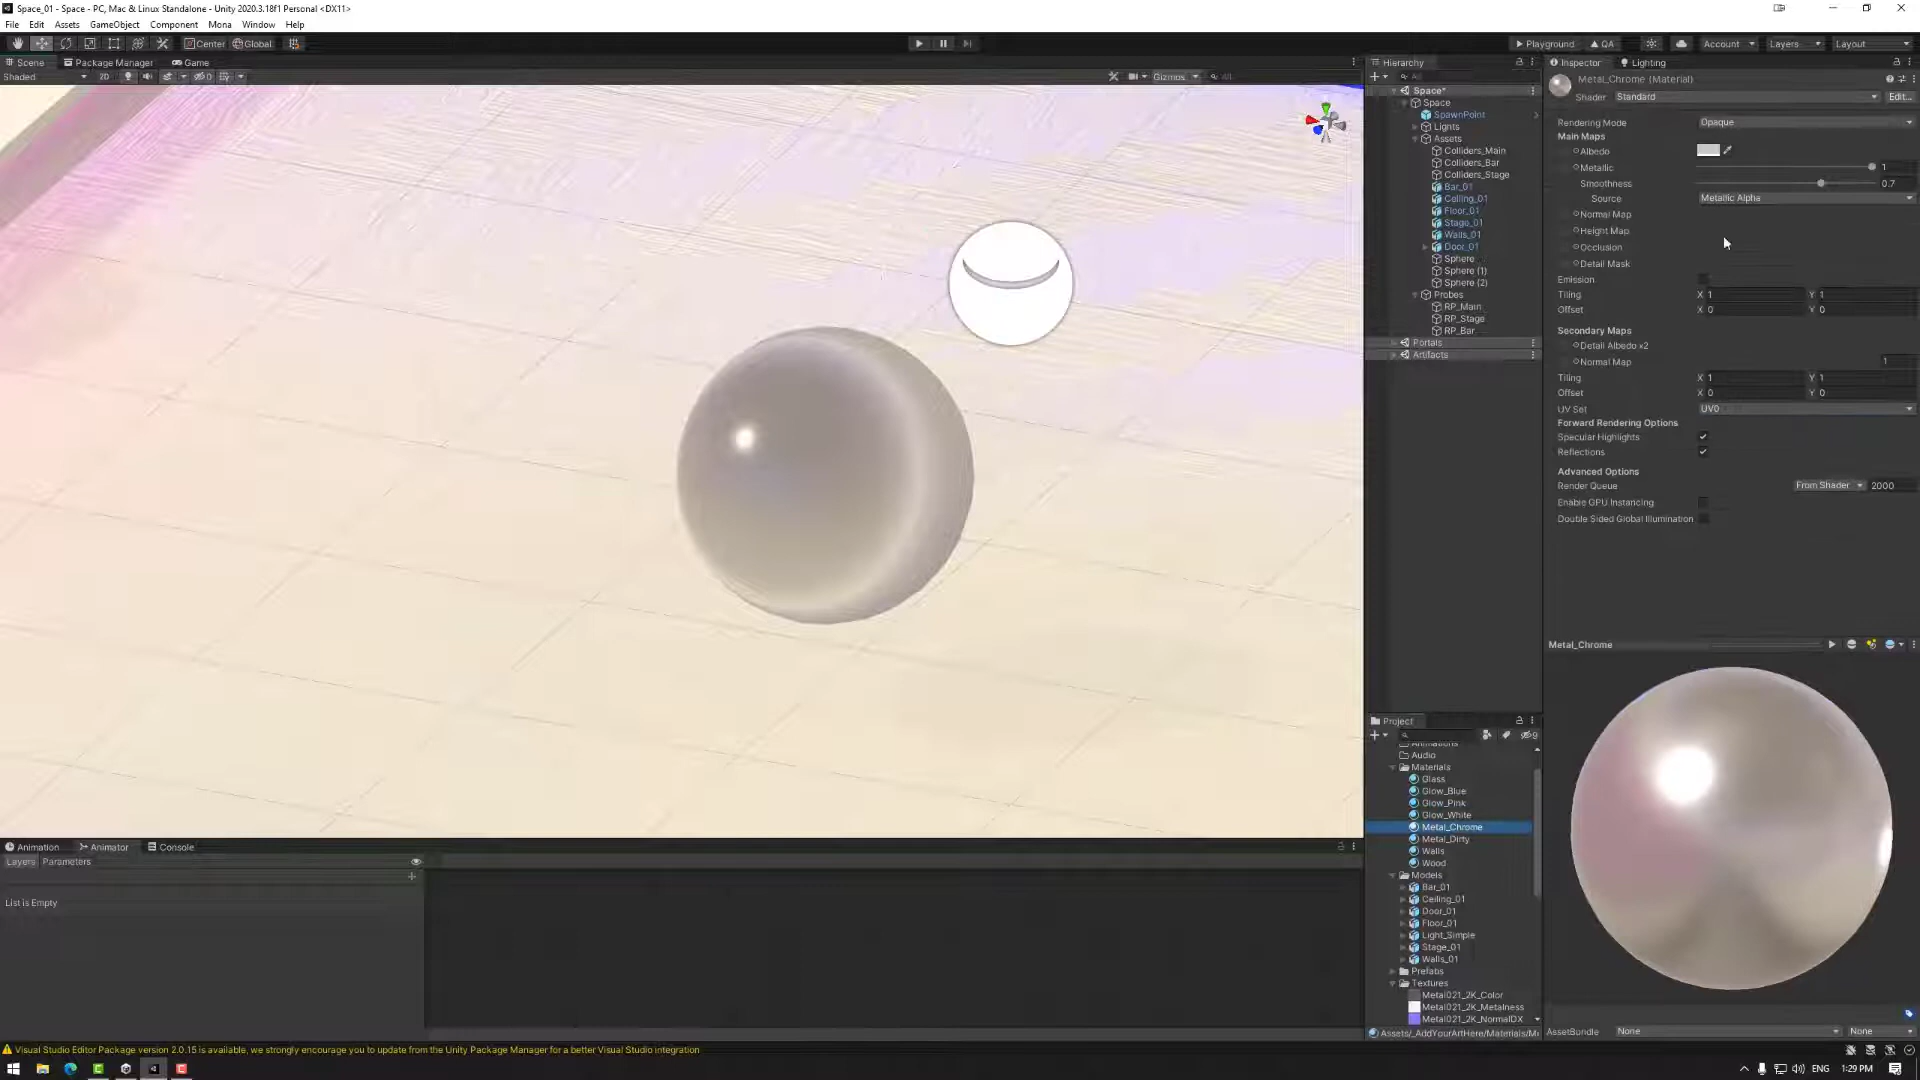 Space_01 - Space - PC, Mac & Linux Standalone - Unity 2020.3.18f1 Personal <DX11>
File Edit Assets GameObject Component Mona Window Help
Center Global
Playground QA Account Layers Layout
Scene Package Manager Game
Shaded 2D 0 Gizmos All
Hierarchy
All
Space*
Space
SpawnPoint
Lights
Assets
Colliders_Main
Colliders_Bar
Colliders_Stage
Bar_01
Ceiling_01
Floor_01
Stage_01
Walls_01
Door_01
Sphere
Sphere (1)
Sphere (2)
Probes
RP_Main
RP_Stage
RP_Bar
Portals
Artifacts
Inspector Lighting
Metal_Chrome (Material)
Shader Standard Edit...
Rendering Mode Opaque
Main Maps
Albedo
Metallic 1
Smoothness 0.7
Source Metallic Alpha
Normal Map
Height Map
Occlusion
Detail Mask
Emission
Tiling X 1 Y 1
Offset X 0 Y 0
Secondary Maps
Detail Albedo x2
Normal Map 1
Tiling X 1 Y 1
Offset X 0 Y 0
UV Set UV0
Forward Rendering Options
Specular Highlights
Reflections
Advanced Options
Render Queue From Shader 2000
Enable GPU Instancing
Double Sided Global Illumination
Metal_Chrome
Project
9
Animations
Audio
Materials
Glass
Glow_Blue
Glow_Pink
Glow_White
Metal_Chrome
Metal_Dirty
Walls
Wood
Models
Bar_01
Ceiling_01
Door_01
Floor_01
Light_Simple
Stage_01
Walls_01
Prefabs
Textures
Metal021_2K_Color
Metal021_2K_Metalness
Metal021_2K_NormalDX
Assets/_AddYourArtHere/Materials/M
AssetBundle None None
Animation Animator Console
Layers Parameters
List is Empty
Visual Studio Editor Package version 2.0.15 is available, we strongly encourage you to update from the Unity Package Manager for a better Visual Studio integration
ENG 1:29 PM